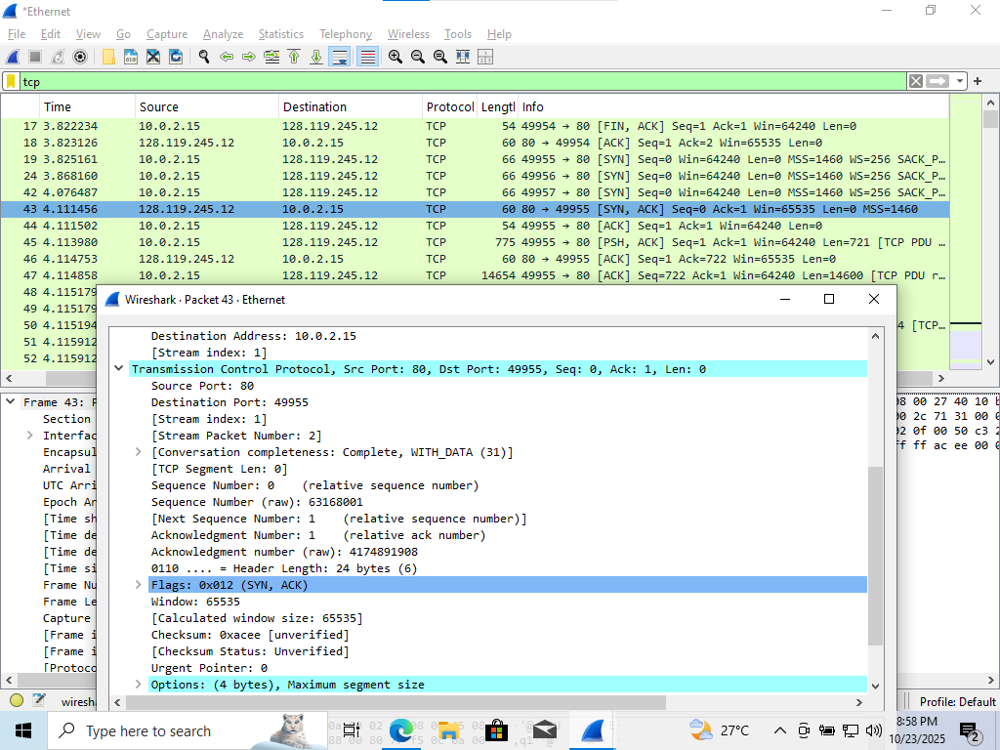 *Ethernet
File Edit View Go Capture Analyze Statistics Telephony Wireless Tools Help
tcp
Time Source Destination Protocol Lengtl Info
17 3.822234 10.0.2.15 128.119.245.12 TCP 54 49954 → 80 [FIN, ACK] Seq=1 Ack=1 Win=64240 Len=0
18 3.823126 128.119.245.12 10.0.2.15 TCP 60 80 → 49954 [ACK] Seq=1 Ack=2 Win=65535 Len=0
19 3.825161 10.0.2.15 128.119.245.12 TCP 66 49955 → 80 [SYN] Seq=0 Win=64240 Len=0 MSS=1460 WS=256 SACK_P…
24 3.868160 10.0.2.15 128.119.245.12 TCP 66 49956 → 80 [SYN] Seq=0 Win=64240 Len=0 MSS=1460 WS=256 SACK_P…
42 4.076487 10.0.2.15 128.119.245.12 TCP 66 49957 → 80 [SYN] Seq=0 Win=64240 Len=0 MSS=1460 WS=256 SACK_P…
43 4.111456 128.119.245.12 10.0.2.15 TCP 60 80 → 49955 [SYN, ACK] Seq=0 Ack=1 Win=65535 Len=0 MSS=1460
44 4.111502 10.0.2.15 128.119.245.12 TCP 54 49955 → 80 [ACK] Seq=1 Ack=1 Win=64240 Len=0
45 4.113980 10.0.2.15 128.119.245.12 TCP 775 49955 → 80 [PSH, ACK] Seq=1 Ack=1 Win=64240 Len=721 [TCP PDU …
46 4.114753 128.119.245.12 10.0.2.15 TCP 60 80 → 49955 [ACK] Seq=1 Ack=722 Win=65535 Len=0
47 4.114858 10.0.2.15 128.119.245.12 TCP 14654 49955 → 80 [ACK] Seq=722 Ack=1 Win=64240 Len=14600 [TCP PDU r…
48 4.115179
49 4.115179
50 4.115194 4 [TCP…
51 4.115912
52 4.115912
Wireshark · Packet 43 · Ethernet
Destination Address: 10.0.2.15
[Stream index: 1]
Transmission Control Protocol, Src Port: 80, Dst Port: 49955, Seq: 0, Ack: 1, Len: 0
Source Port: 80
Destination Port: 49955
[Stream index: 1]
[Stream Packet Number: 2]
[Conversation completeness: Complete, WITH_DATA (31)]
[TCP Segment Len: 0]
Sequence Number: 0 (relative sequence number)
Sequence Number (raw): 63168001
[Next Sequence Number: 1 (relative sequence number)]
Acknowledgment Number: 1 (relative ack number)
Acknowledgment number (raw): 4174891908
0110 .... = Header Length: 24 bytes (6)
Flags: 0x012 (SYN, ACK)
Window: 65535
[Calculated window size: 65535]
Checksum: 0xacee [unverified]
[Checksum Status: Unverified]
Urgent Pointer: 0
Options: (4 bytes), Maximum segment size
Frame 43:
Section
Interfac
Encapsul
Arrival
UTC Arri
Epoch Ar
[Time sh
[Time de
[Time de
[Time si
Frame Nu
Frame Le
Capture
[Frame i
[Frame i
[Protoco
08 00 27 40 10
00 2c 71 31 00
02 0f 00 50 c3 2
ff ff ac ee 00
wiresh
Profile: Default
Type here to search
27°C
8:58 PM
10/23/2025
2